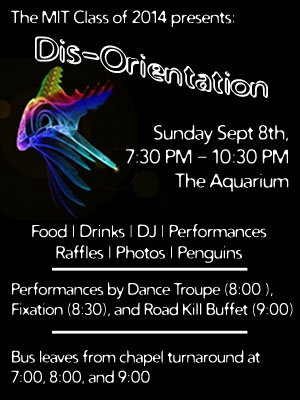 The MIT Class of 2014 presents:
Dis-Orientation
Sunday Sept 8th,
7:30 PM – 10:30 PM
The Aquarium
Food | Drinks | DJ | Performances
Raffles | Photos | Penguins
Performances by Dance Troupe (8:00 ),
Fixation (8:30), and Road Kill Buffet (9:00)
Bus leaves from chapel turnaround at
7:00, 8:00, and 9:00